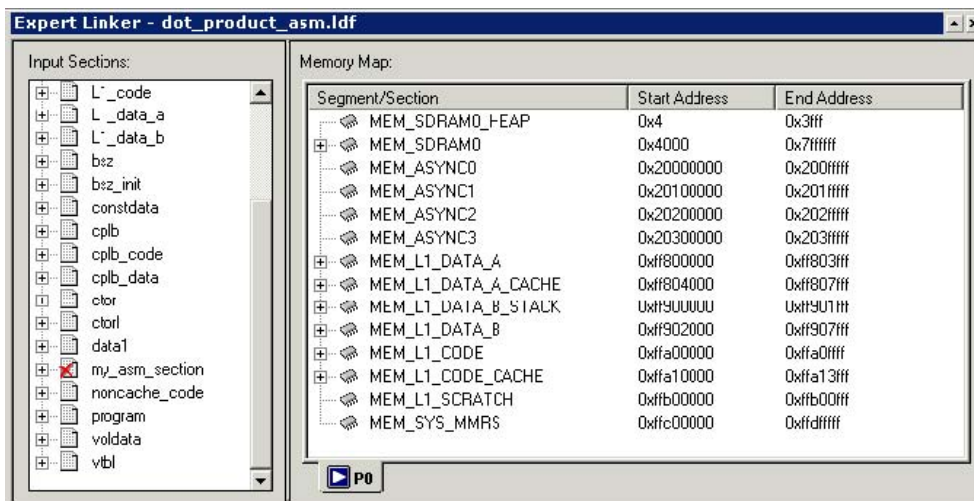 Expert Linker - dot_product_asm.ldf
Input Sections:
L1_code
L1_data_a
L1_data_b
bsz
bsz_init
constdata
cplb
cplb_code
cplb_data
ctor
ctorl
data1
my_asm_section
noncache_code
program
voldata
vtbl
Memory Map:
Segment/Section Start Address End Address
MEM_SDRAM0_HEAP 0x4 0x3fff
MEM_SDRAM0 0x4000 0x7ffffff
MEM_ASYNC0 0x20000000 0x200fffff
MEM_ASYNC1 0x20100000 0x201fffff
MEM_ASYNC2 0x20200000 0x202fffff
MEM_ASYNC3 0x20300000 0x203fffff
MEM_L1_DATA_A 0xff800000 0xff803fff
MEM_L1_DATA_A_CACHE 0xff804000 0xff807fff
MEM_L1_DATA_B_STACK 0xff900000 0xff901fff
MEM_L1_DATA_B 0xff902000 0xff907fff
MEM_L1_CODE 0xffa00000 0xffa0ffff
MEM_L1_CODE_CACHE 0xffa10000 0xffa13fff
MEM_L1_SCRATCH 0xffb00000 0xffb00fff
MEM_SYS_MMRS 0xffc00000 0xffdfffff
P0